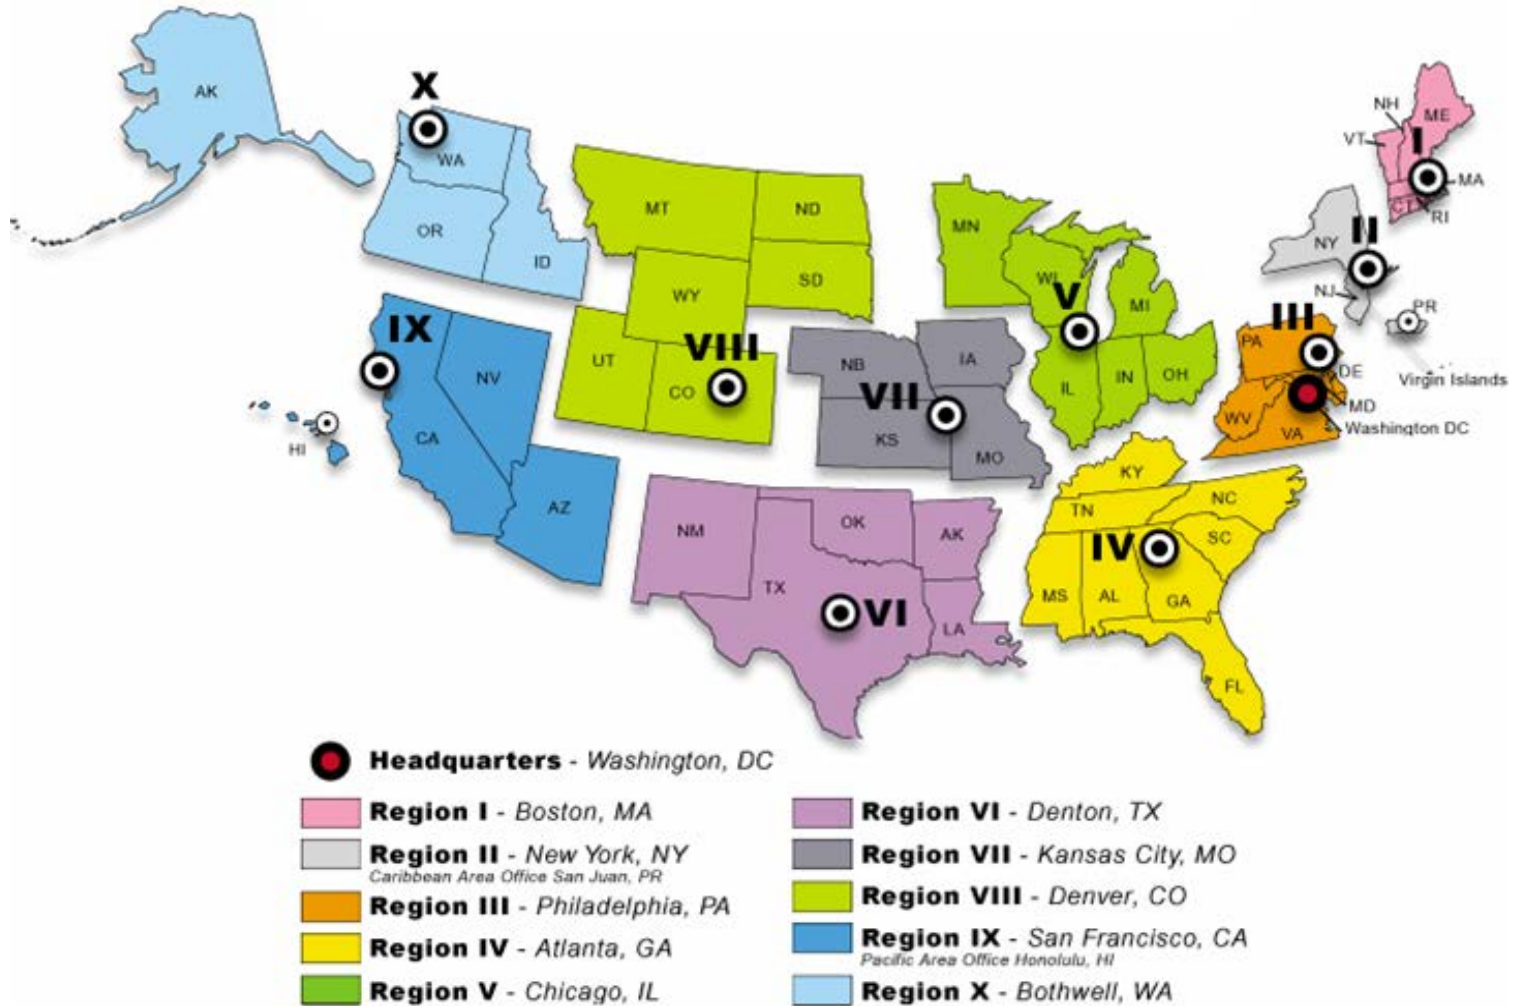 AK
X
WA
OR
ID
MT
ND
SD
WY
UT
CO
VIII
IX
NV
CA
AZ
HI
MN
WI
MI
V
IL
IN
OH
NB
IA
VII
KS
MO
NM
OK
AK
TX
VI
LA
KY
TN
NC
SC
IV
MS
AL
GA
FL
NH
ME
VT
I
MA
CT
RI
II
NY
NJ
PR
Virgin Islands
III
PA
DE
MD
WV
VA
Washington DC
Headquarters - Washington, DC
Region I - Boston, MA
Region II - New York, NY
Caribbean Area Office San Juan, PR
Region III - Philadelphia, PA
Region IV - Atlanta, GA
Region V - Chicago, IL
Region VI - Denton, TX
Region VII - Kansas City, MO
Region VIII - Denver, CO
Region IX - San Francisco, CA
Pacific Area Office Honolulu, HI
Region X - Bothwell, WA